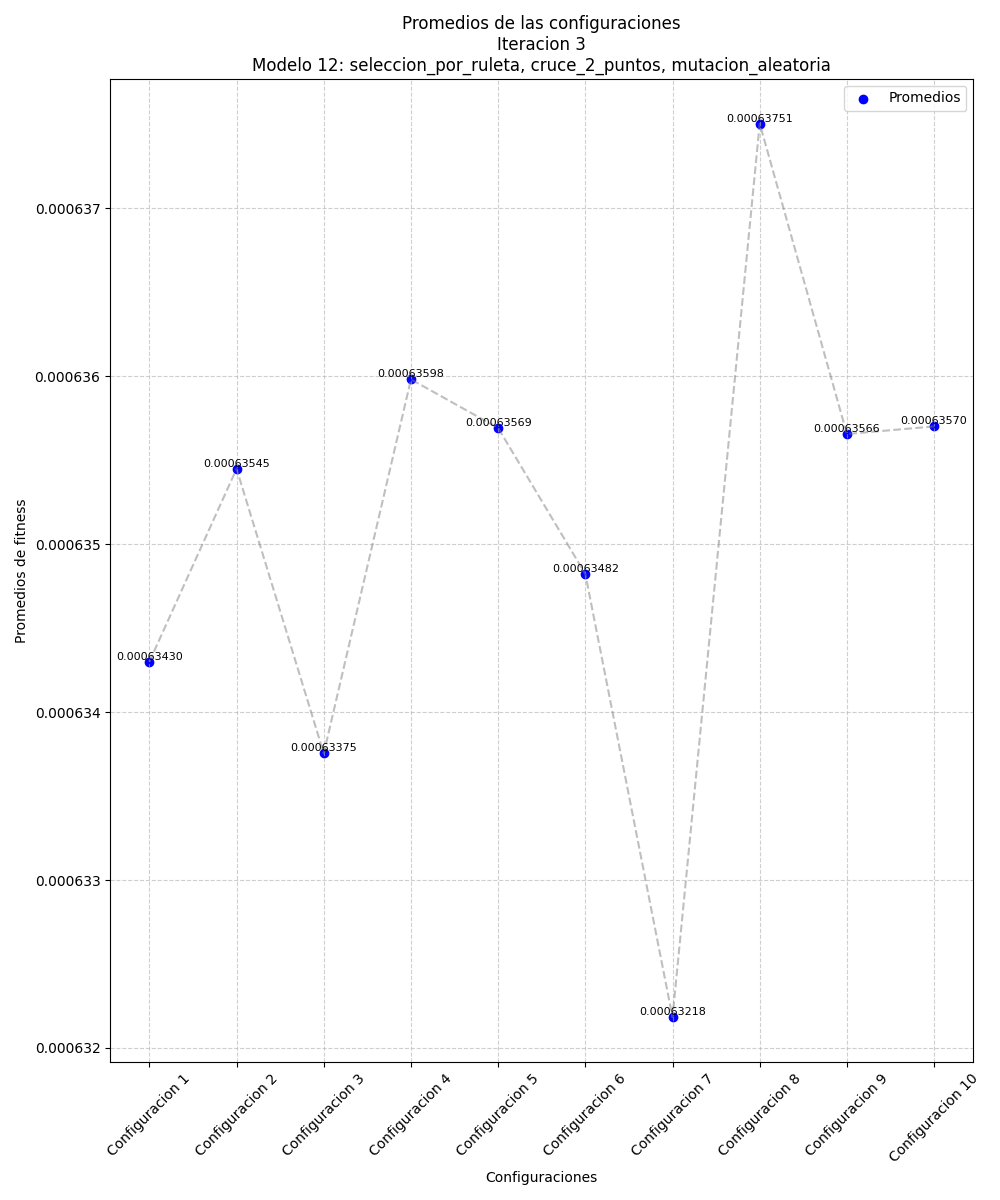 Promedios de las configuraciones
Iteracion 3
Modelo 12: seleccion_por_ruleta, cruce_2_puntos, mutacion_aleatoria
Promedios
0.00063751
0.000637
0.00063598
0.000636
0.00063569
0.00063566
0.00063570
0.00063545
0.000635
0.00063482
0.00063430
0.000634
0.00063375
0.000633
0.00063218
0.000632
Promedios de fitness
Configuracion 1
Configuracion 2
Configuracion 3
Configuracion 4
Configuracion 5
Configuracion 6
Configuracion 7
Configuracion 8
Configuracion 9
Configuracion 10
Configuraciones